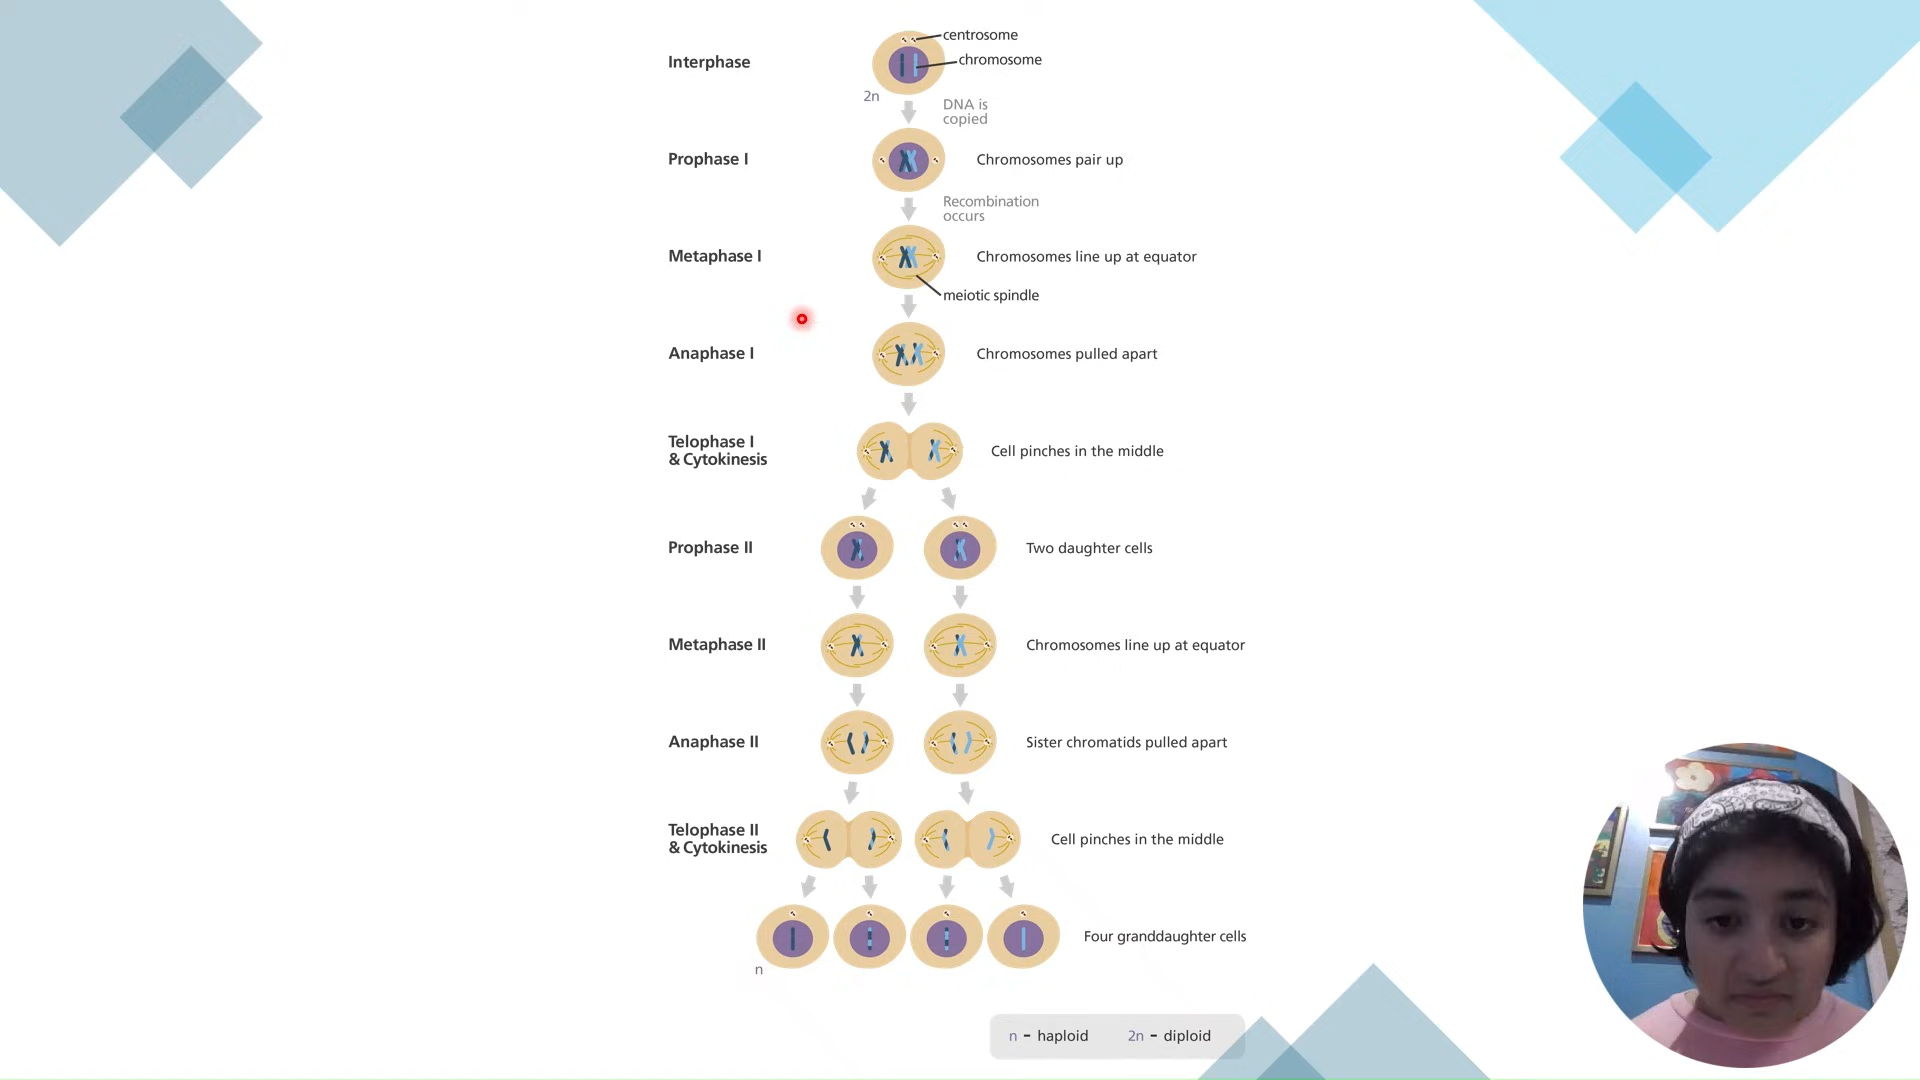 centrosome
Interphase
chromosome
2n
DNA is
copied
Prophase I
Chromosomes pair up
Recombination
occurs
Metaphase I
Chromosomes line up at equator
meiotic spindle
Anaphase I
Chromosomes pulled apart
Telophase I
& Cytokinesis
Cell pinches in the middle
Prophase II
Two daughter cells
Metaphase II
Chromosomes line up at equator
Anaphase II
Sister chromatids pulled apart
Telophase II
& Cytokinesis
Cell pinches in the middle
Four granddaughter cells
n
n - haploid 2n - diploid